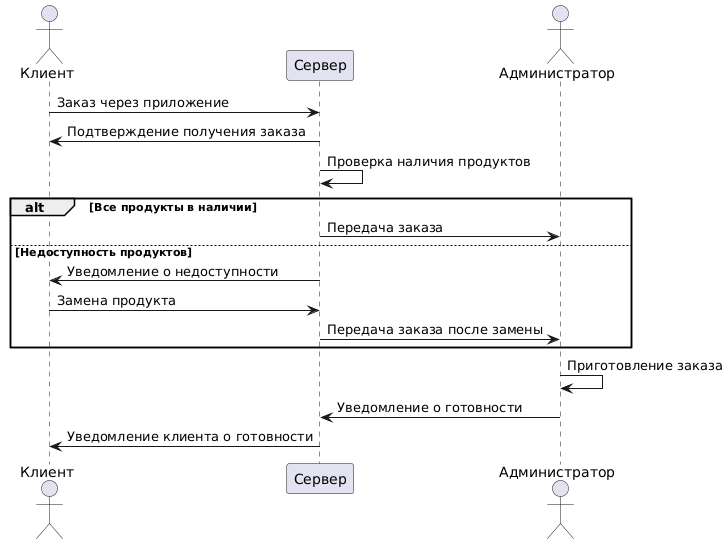 Клиент
Сервер
Администратор
Заказ через приложение
Подтверждение получения заказа
Проверка наличия продуктов
alt
[Все продукты в наличии]
Передача заказа
[Недоступность продуктов]
Уведомление о недоступности
Замена продукта
Передача заказа после замены
Приготовление заказа
Уведомление о готовности
Уведомление клиента о готовности
Клиент
Сервер
Администратор